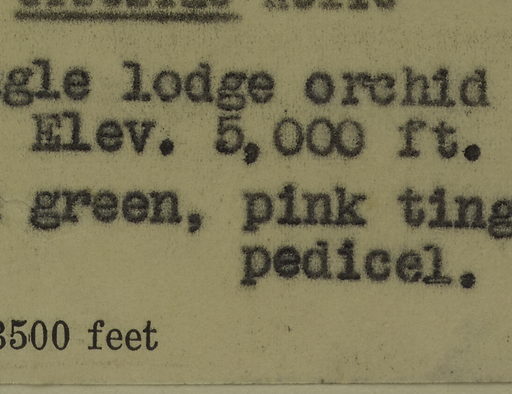 gle lodge orchid
Elev. 5,000 ft.
green, pink ting
pedicel.
3500 feet